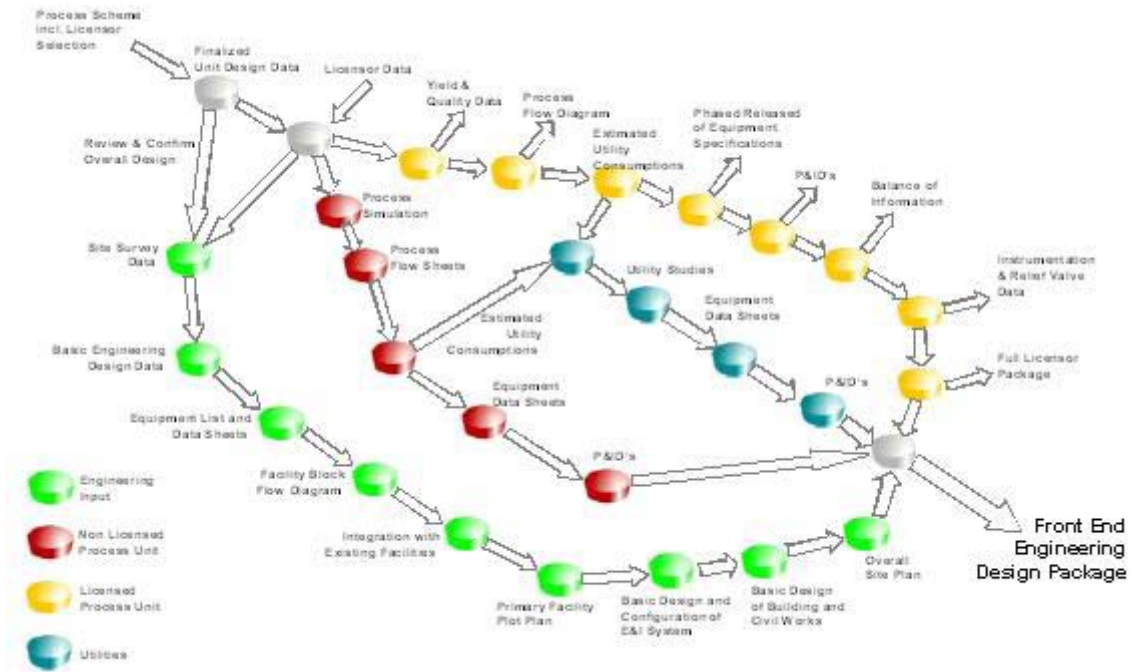 Process Scheme
incl. Licensor
Selection
Finalized
Unit Design Data
Licensor Data
Yield &
Quality Data
Process
Flow Diagram
Estimated
Utility
Consumptions
Phased Released
of Equipment
Specifications
P&ID's
Balance of
Information
Instrumentation
& Relief Valve
Data
Full Licensor
Package
Review & Confirm
Overall Design
Process
Simulation
Process
Flow Sheets
Site Survey
Data
Utility Studies
Equipment
Data Sheets
P&ID's
Estimated
Utility
Consumptions
Basic Engineering
Design Data
Equipment
Data Sheets
Equipment List and
Data Sheets
P&ID's
Facility Block
Flow Diagram
Integration with
Existing Facilities
Primary Facility
Plot Plan
Basic Design and
Configuration of
E&I System
Basic Design
of Building and
Civil Works
Overall
Site Plan
Front End
Engineering
Design Package
Engineering
Input
Non Licensed
Process Unit
Licensed
Process Unit
Utilities